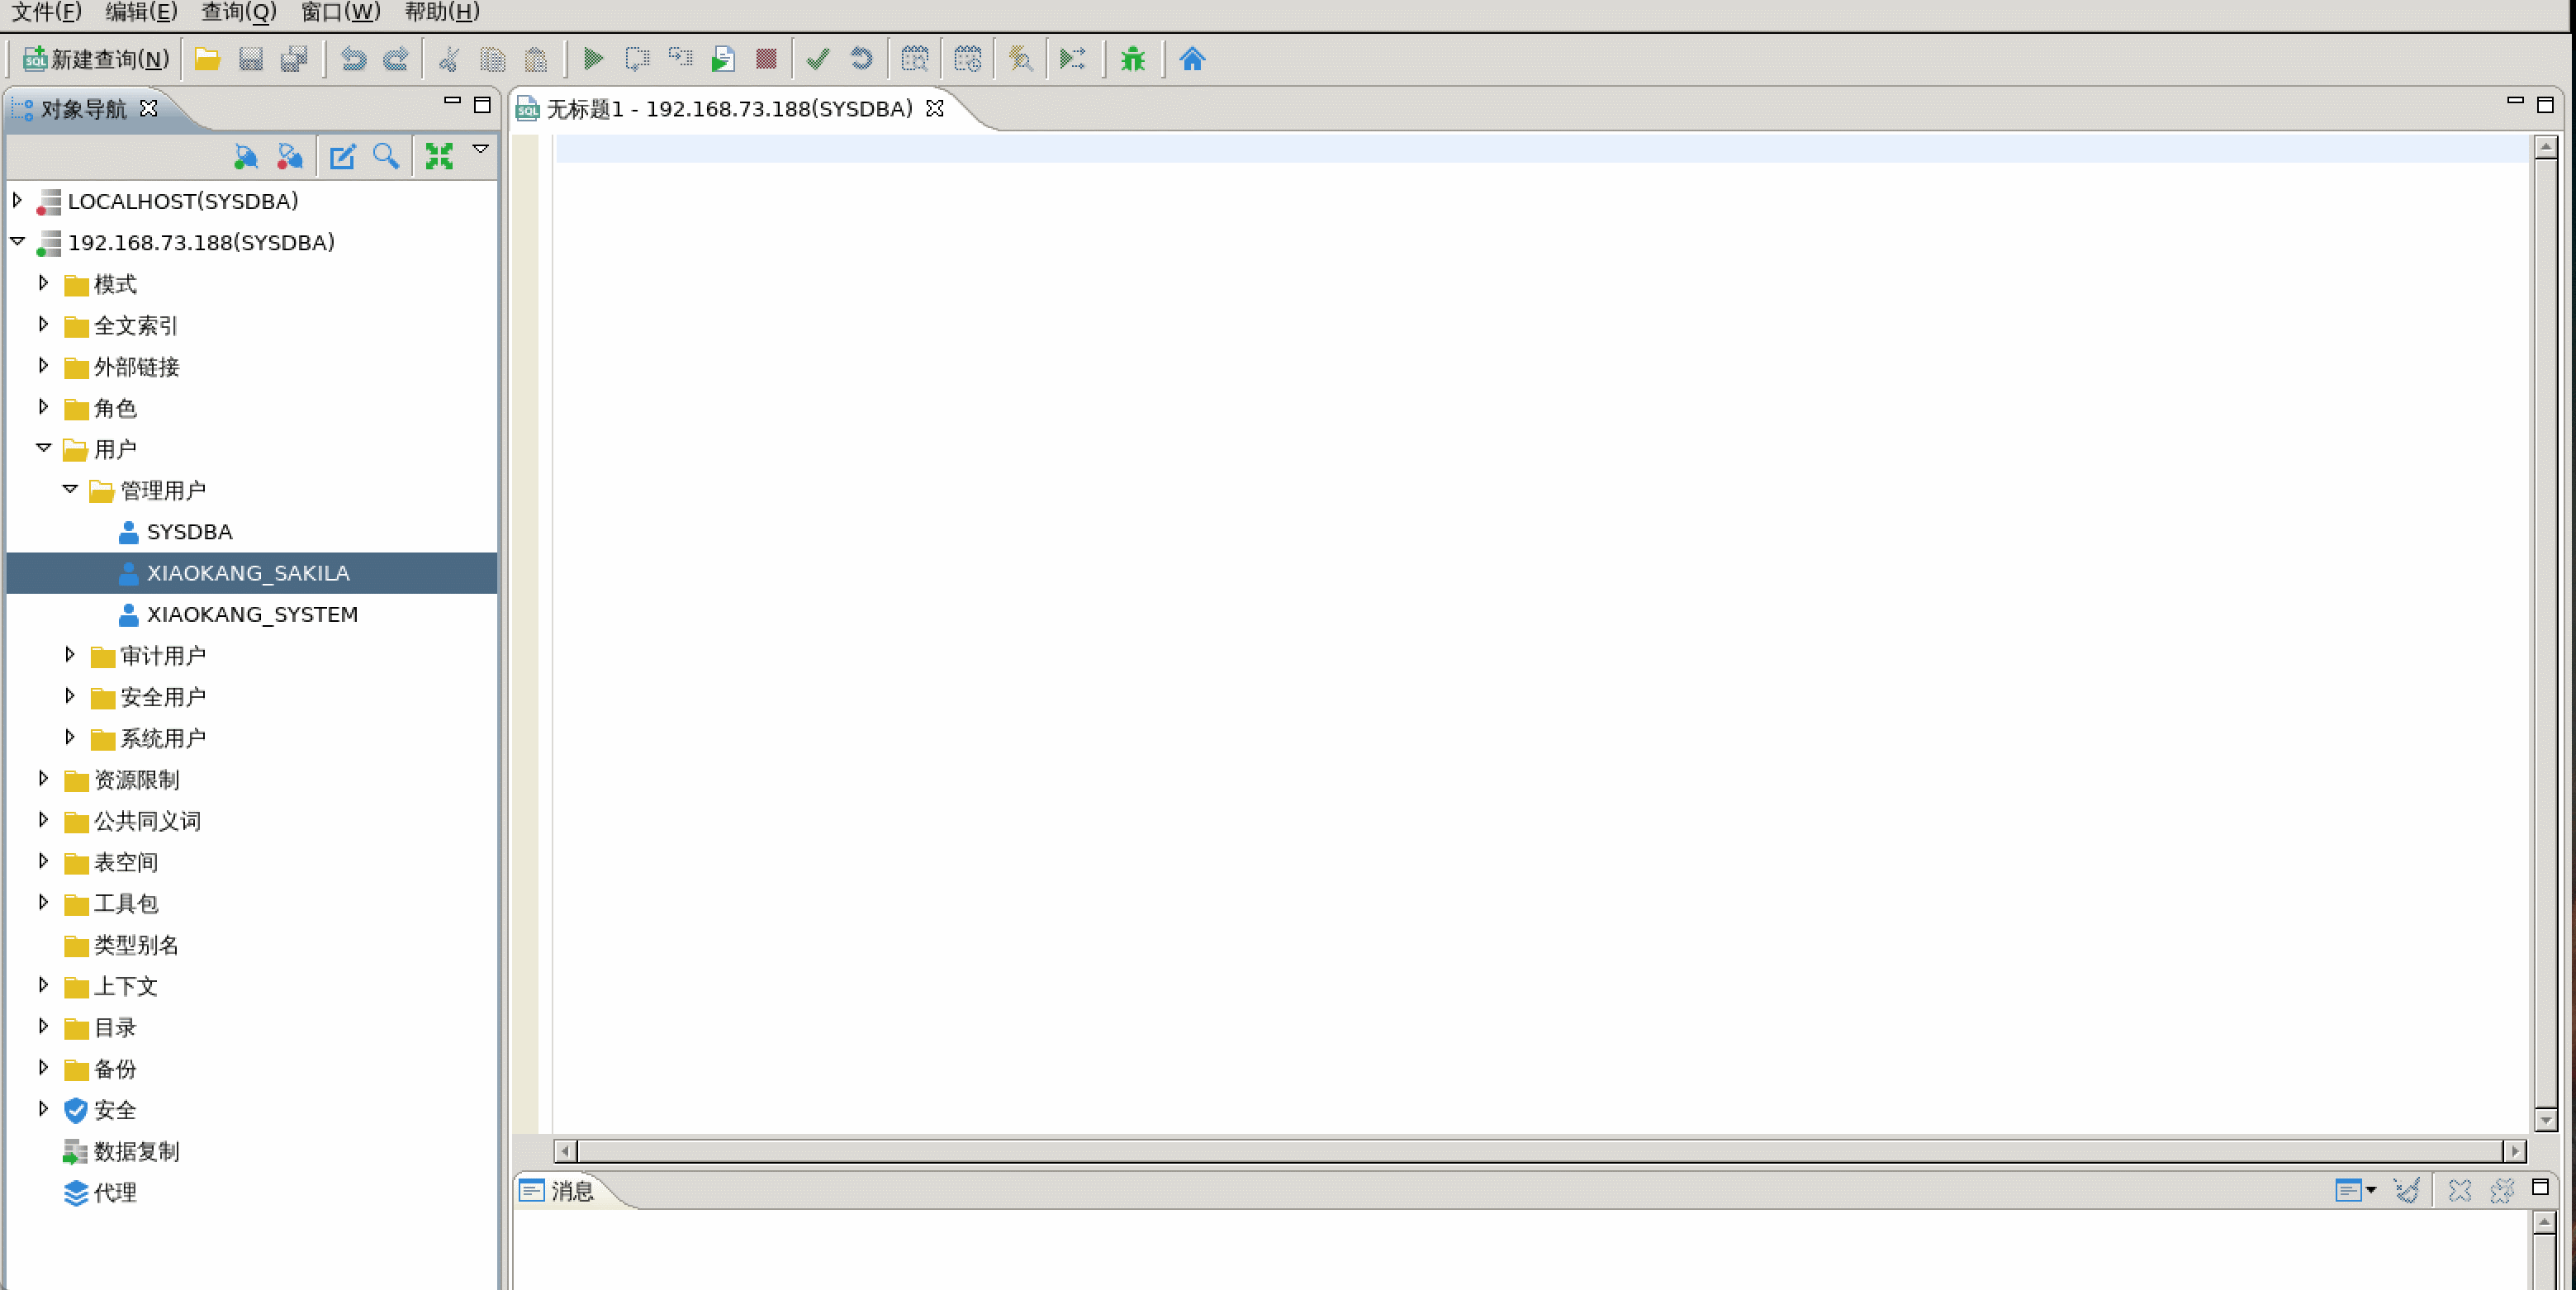 文件(F) 编辑(E) 查询(Q) 窗口(W) 帮助(H)
SQL 新建查询(N)
对象导航
LOCALHOST(SYSDBA)
192.168.73.188(SYSDBA)
模式
全文索引
外部链接
角色
用户
管理用户
SYSDBA
XIAOKANG_SAKILA
XIAOKANG_SYSTEM
审计用户
安全用户
系统用户
资源限制
公共同义词
表空间
工具包
类型别名
上下文
目录
备份
安全
数据复制
代理
SQL 无标题1 - 192.168.73.188(SYSDBA)
消息